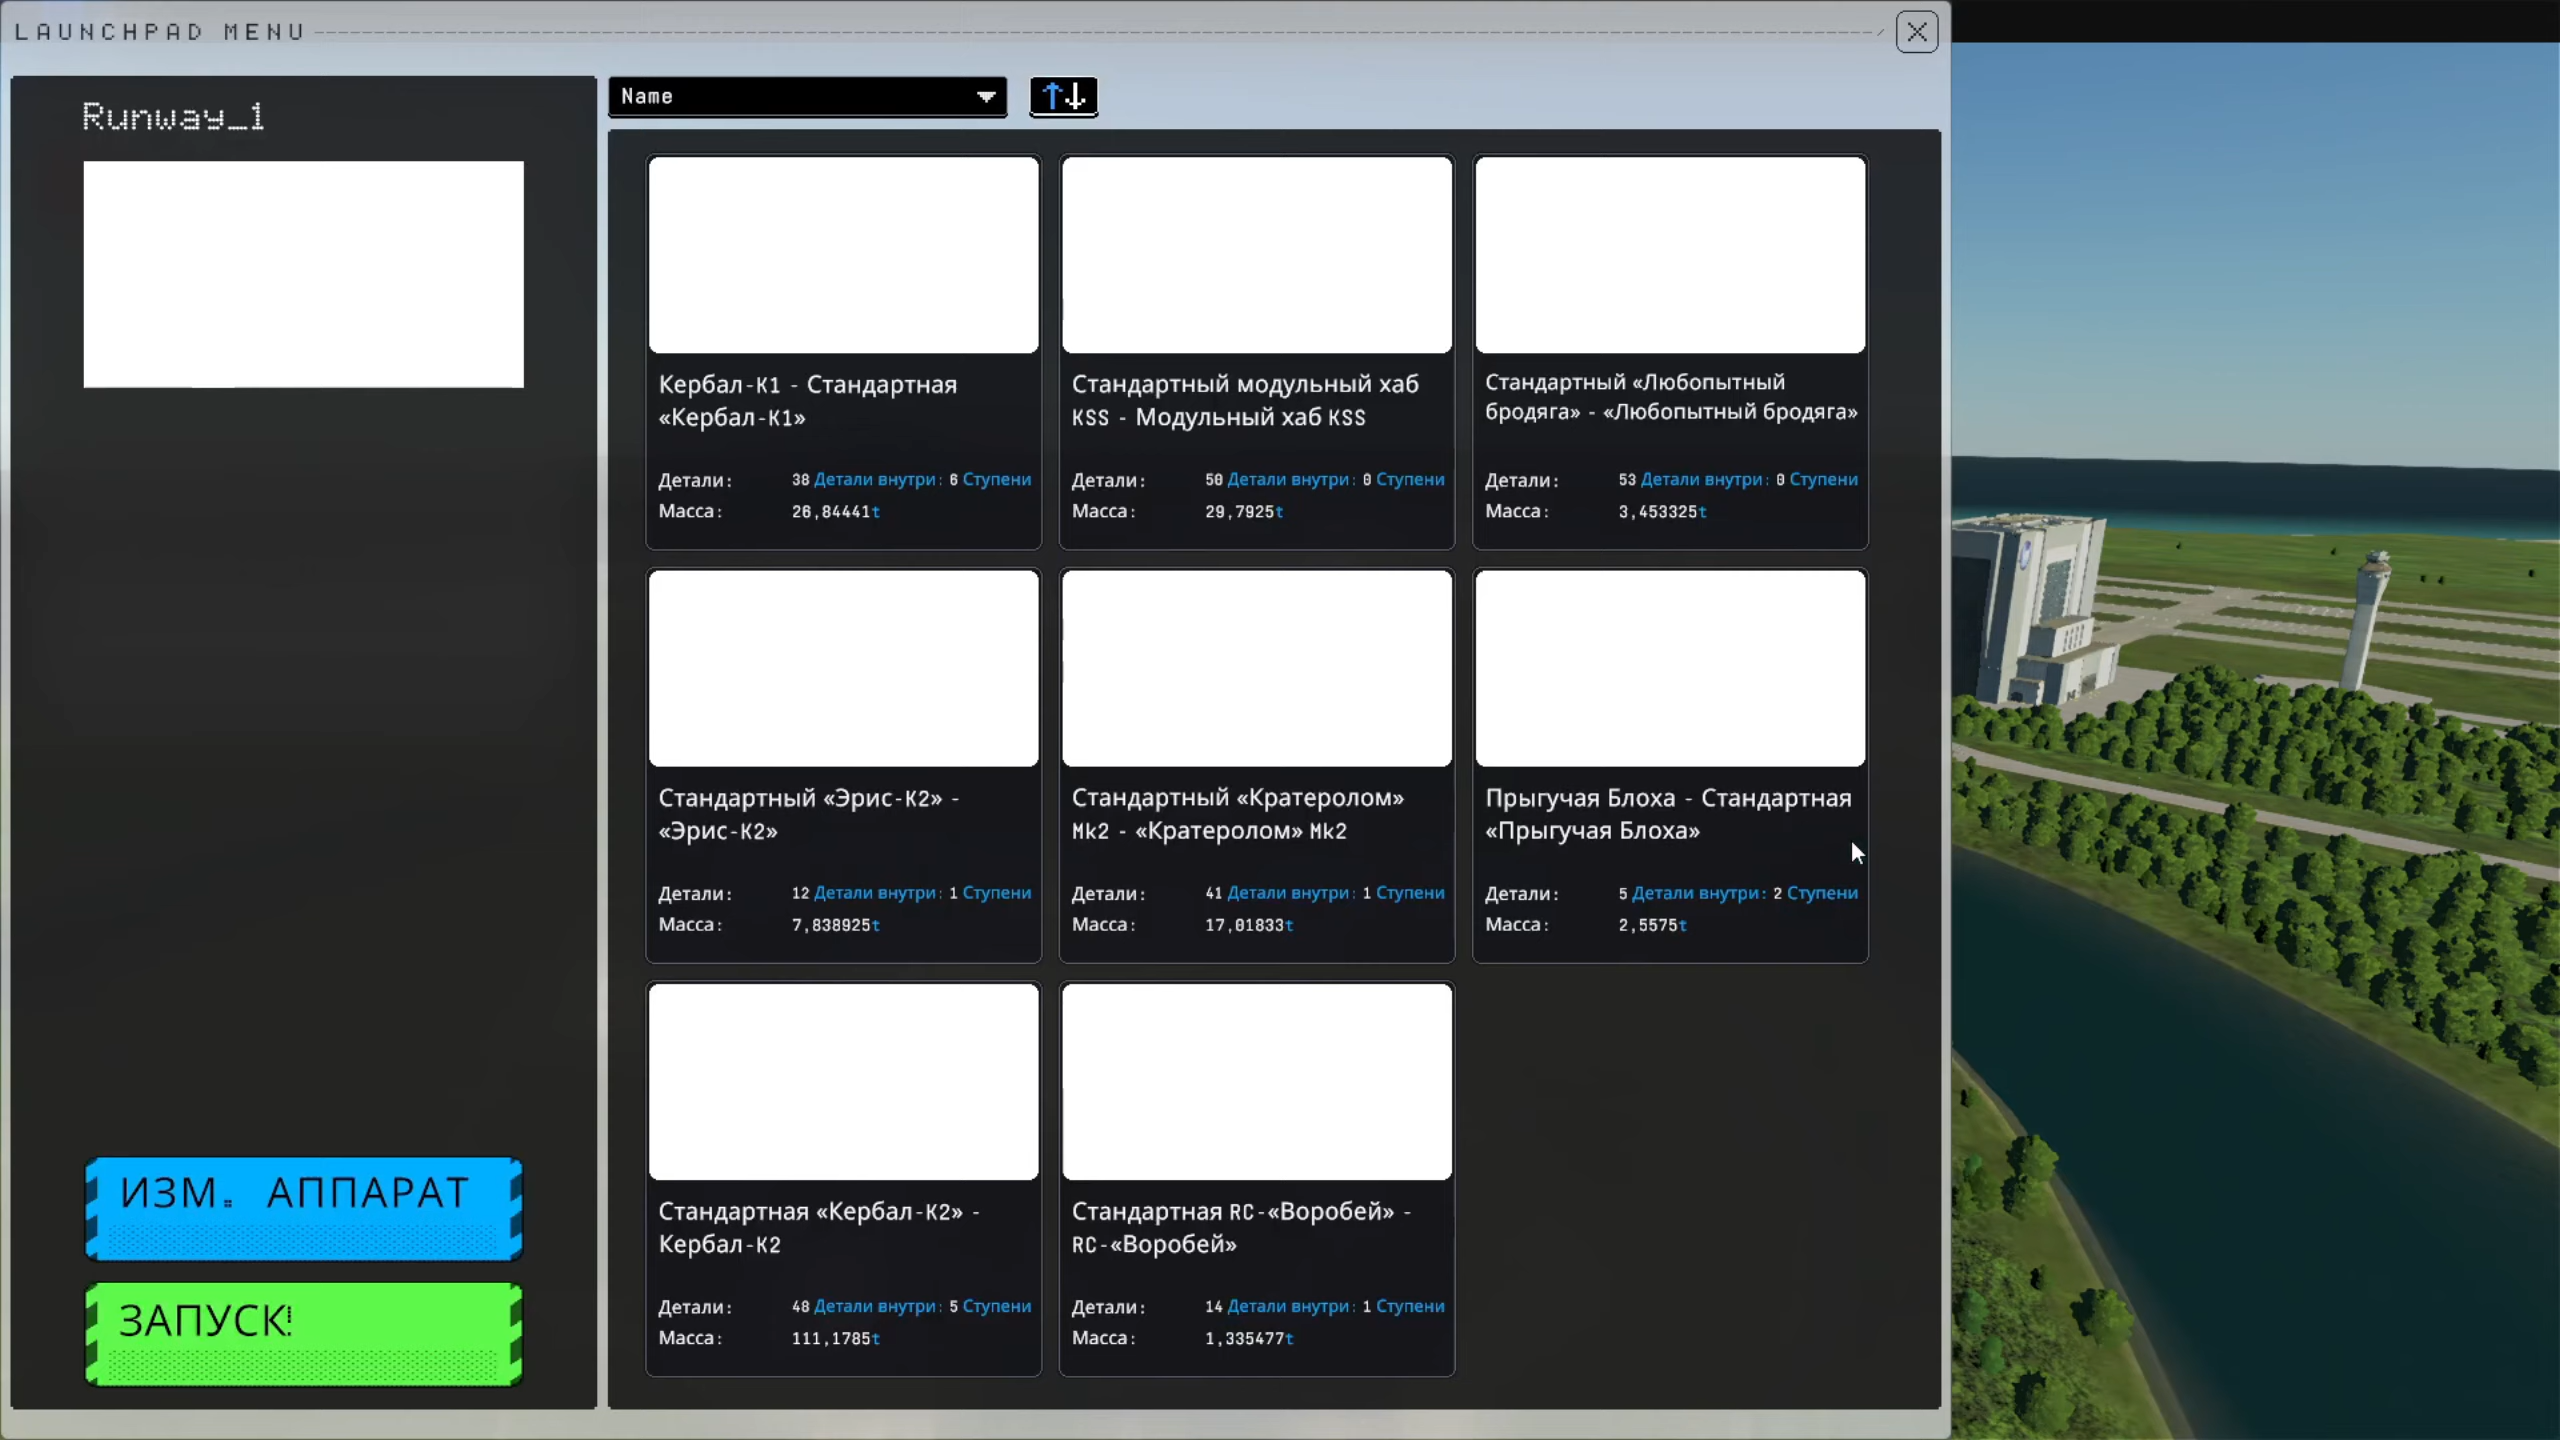 LAUNCHPAD MENU
Runway_1
Name
Кербал-К1 - Стандартная
«Кербал-К1»
Детали: 38 Детали внутри: 6 Ступени
Масса: 26,84441t
Стандартный модульный хаб
KSS - Модульный хаб KSS
Детали: 50 Детали внутри: 0 Ступени
Масса: 29,7925t
Стандартный «Любопытный
бродяга» - «Любопытный бродяга»
Детали: 53 Детали внутри: 0 Ступени
Масса: 3,453325t
Стандартный «Эрис-К2» -
«Эрис-К2»
Детали: 12 Детали внутри: 1 Ступени
Масса: 7,838925t
Стандартный «Кратеролом»
Mk2 - «Кратеролом» Mk2
Детали: 41 Детали внутри: 1 Ступени
Масса: 17,01833t
Прыгучая Блоха - Стандартная
«Прыгучая Блоха»
Детали: 5 Детали внутри: 2 Ступени
Масса: 2,5575t
Стандартная «Кербал-К2» -
Кербал-К2
Детали: 48 Детали внутри: 5 Ступени
Масса: 111,1785t
Стандартная RC-«Воробей» -
RC-«Воробей»
Детали: 14 Детали внутри: 1 Ступени
Масса: 1,335477t
ИЗМ. АППАРАТ
ЗАПУСК!